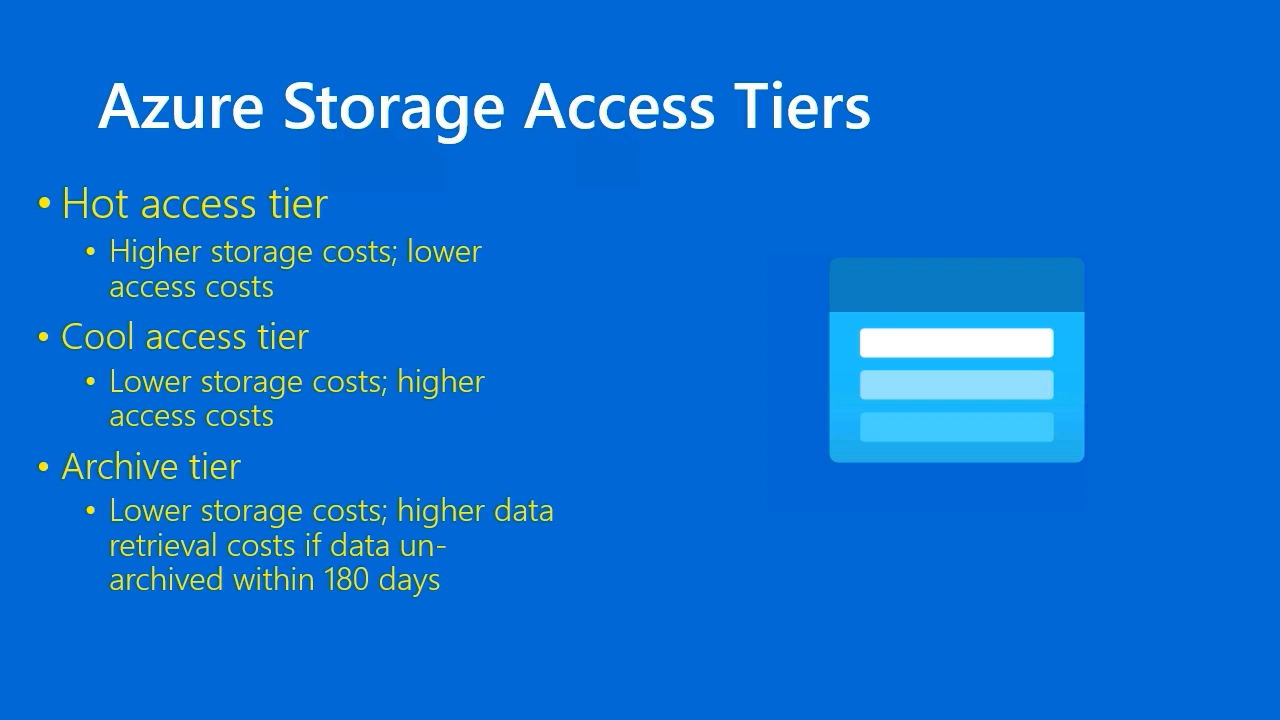 Azure Storage Access Tiers
• Hot access tier
• Higher storage costs; lower
access costs
• Cool access tier
• Lower storage costs; higher
access costs
• Archive tier
• Lower storage costs; higher data
retrieval costs if data un-
archived within 180 days